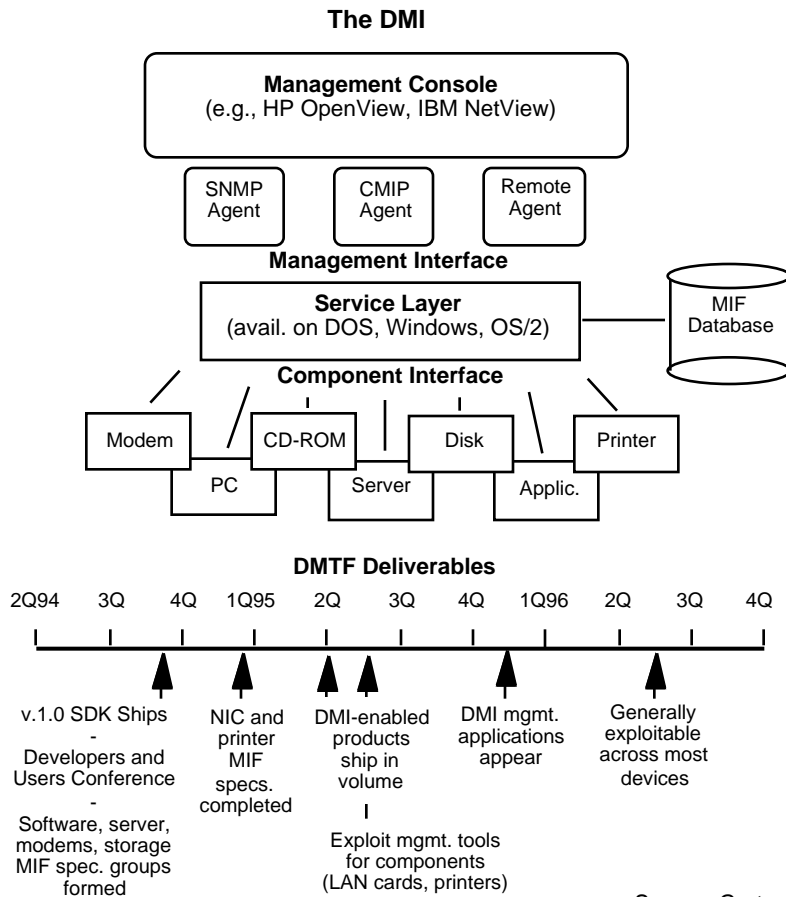 The DMI
Management Console
(e.g., HP OpenView, IBM NetView)
SNMP
Agent
CMIP
Agent
Remote
Agent
Management Interface
Service Layer
(avail. on DOS, Windows, OS/2)
MIF
Database
Component Interface
Modem
CD-ROM
Disk
Printer
PC
Server
Applic.
DMTF Deliverables
2Q94 3Q 4Q 1Q95 2Q 3Q 4Q 1Q96 2Q 3Q 4Q
v.1.0 SDK Ships
-
Developers and
Users Conference
-
Software, server,
modems, storage
MIF spec. groups
formed
NIC and
printer
MIF
specs.
completed
DMI-enabled
products
ship in
volume
Exploit mgmt. tools
for components
(LAN cards, printers)
DMI mgmt.
applications
appear
Generally
exploitable
across most
devices